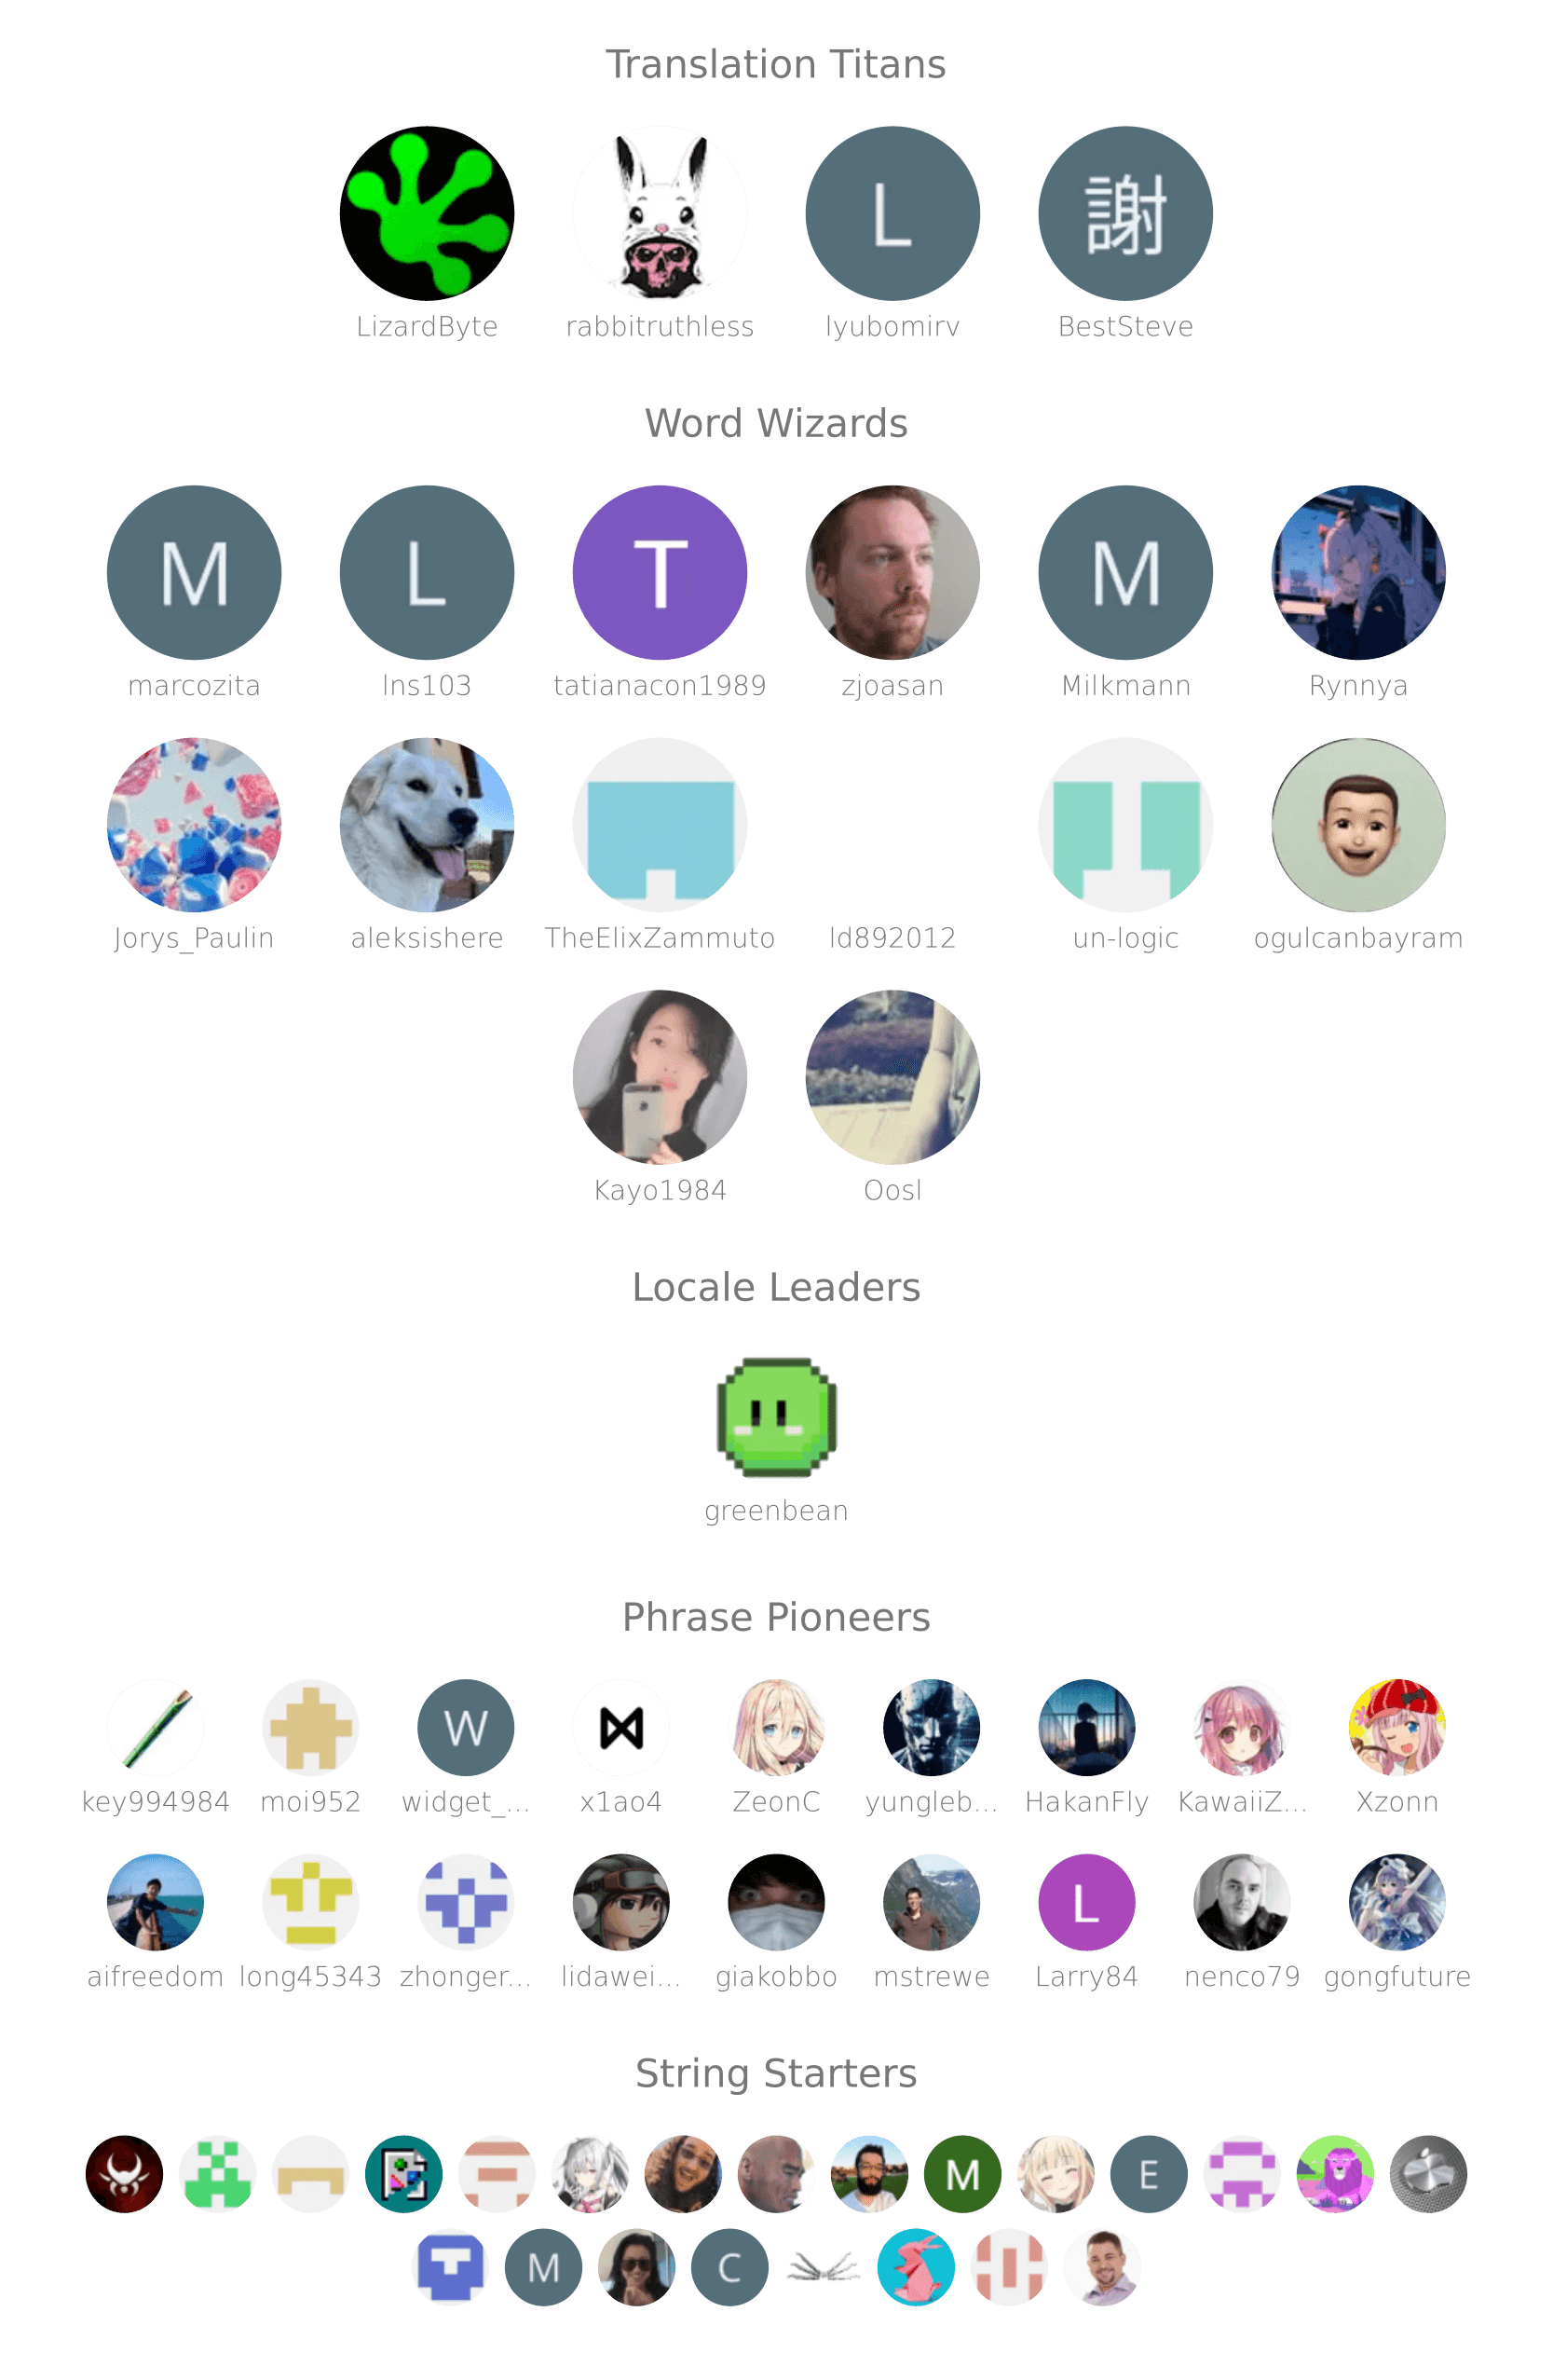 Translation Titans
L 謝
LizardByte rabbitruthless lyubomirv BestSteve
Word Wizards
M L T M
marcozita lns103 tatianacon1989 zjoasan Milkmann Rynnya
Jorys_Paulin aleksishere TheElixZammuto ld892012 un-logic ogulcanbayram
Kayo1984 Oosl
Locale Leaders
greenbean
Phrase Pioneers
W
key994984 moi952 widget_... x1ao4 ZeonC yungleb... HakanFly KawaiiZ... Xzonn
L
aifreedom long45343 zhonger... lidawei... giakobbo mstrewe Larry84 nenco79 gongfuture
String Starters
M E
M C